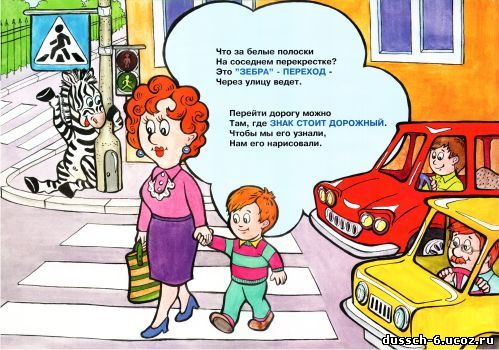 Что за белые полоски
На соседнем перекрестке?
Это "ЗЕБРА" - ПЕРЕХОД -
Через улицу ведет.
Перейти дорогу можно
Там, где ЗНАК СТОИТ ДОРОЖНЫЙ.
Чтобы мы его узнали,
Нам его нарисовали.
dussch-6.ucoz.ru